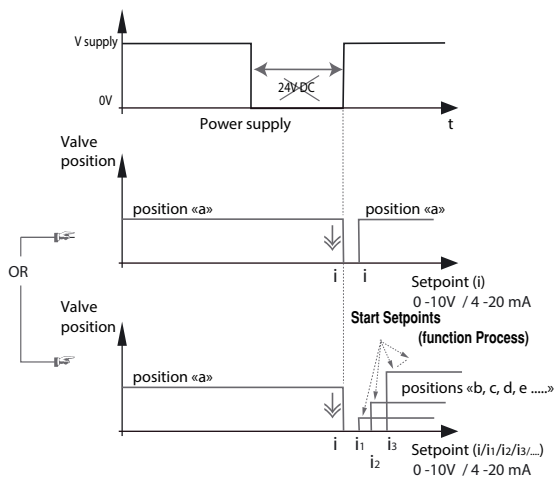 V supply
24V DC
0V
Power supply
t
Valve
position
position «a»
position «a»
i
i
OR
Setpoint (i)
0 -10V / 4 -20 mA
Valve
position
Start Setpoints
(function Process)
position «a»
positions «b, c, d, e .....»
i
i1
i2
i3
Setpoint (i/i1/i2/i3/....)
0 -10V / 4 -20 mA